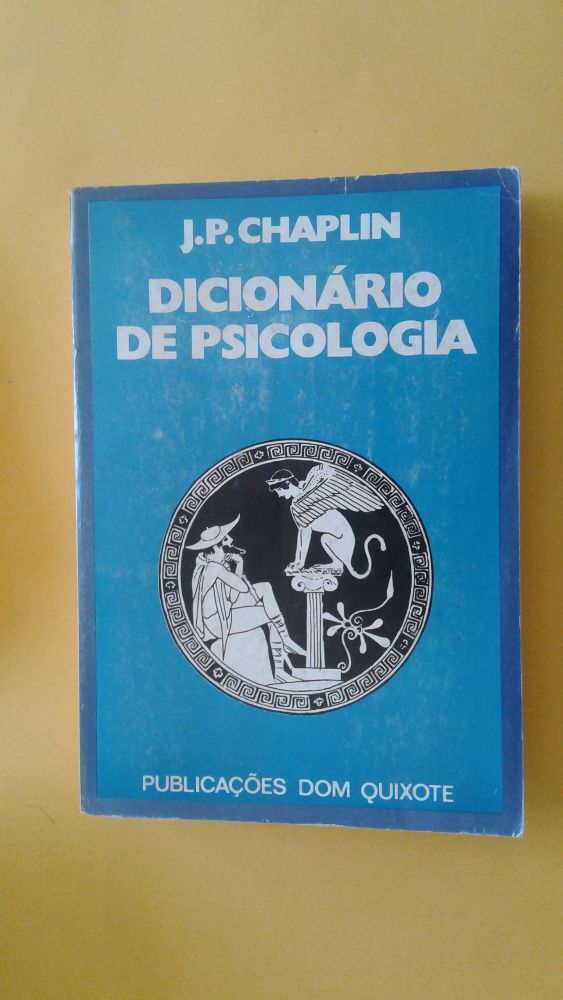 J.P. CHAPLIN
DICIONÁRIO
DE PSICOLOGIA
PUBLICAÇÕES DOM QUIXOTE